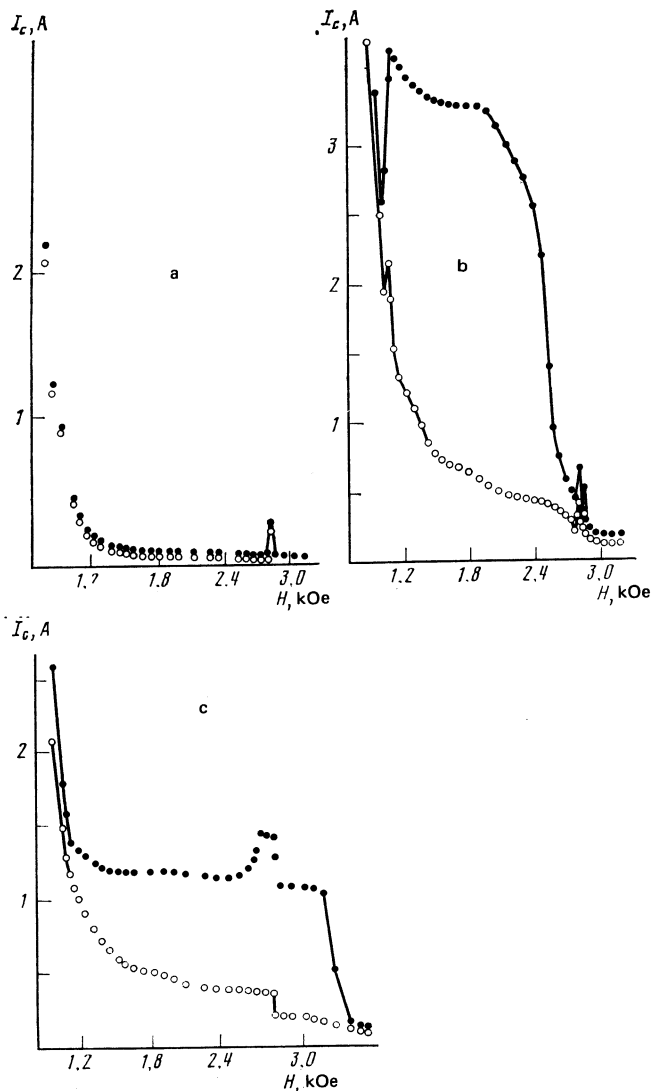 I_c, A
2
1
a
1,2
1,8
2.4
3.0
H, kOe
I_c, A
3
2
1
b
1.2
1.8
2.4
3.0
H, kOe
I_c, A
2
1
c
1,2
1,8
2.4
3.0
H, kOe